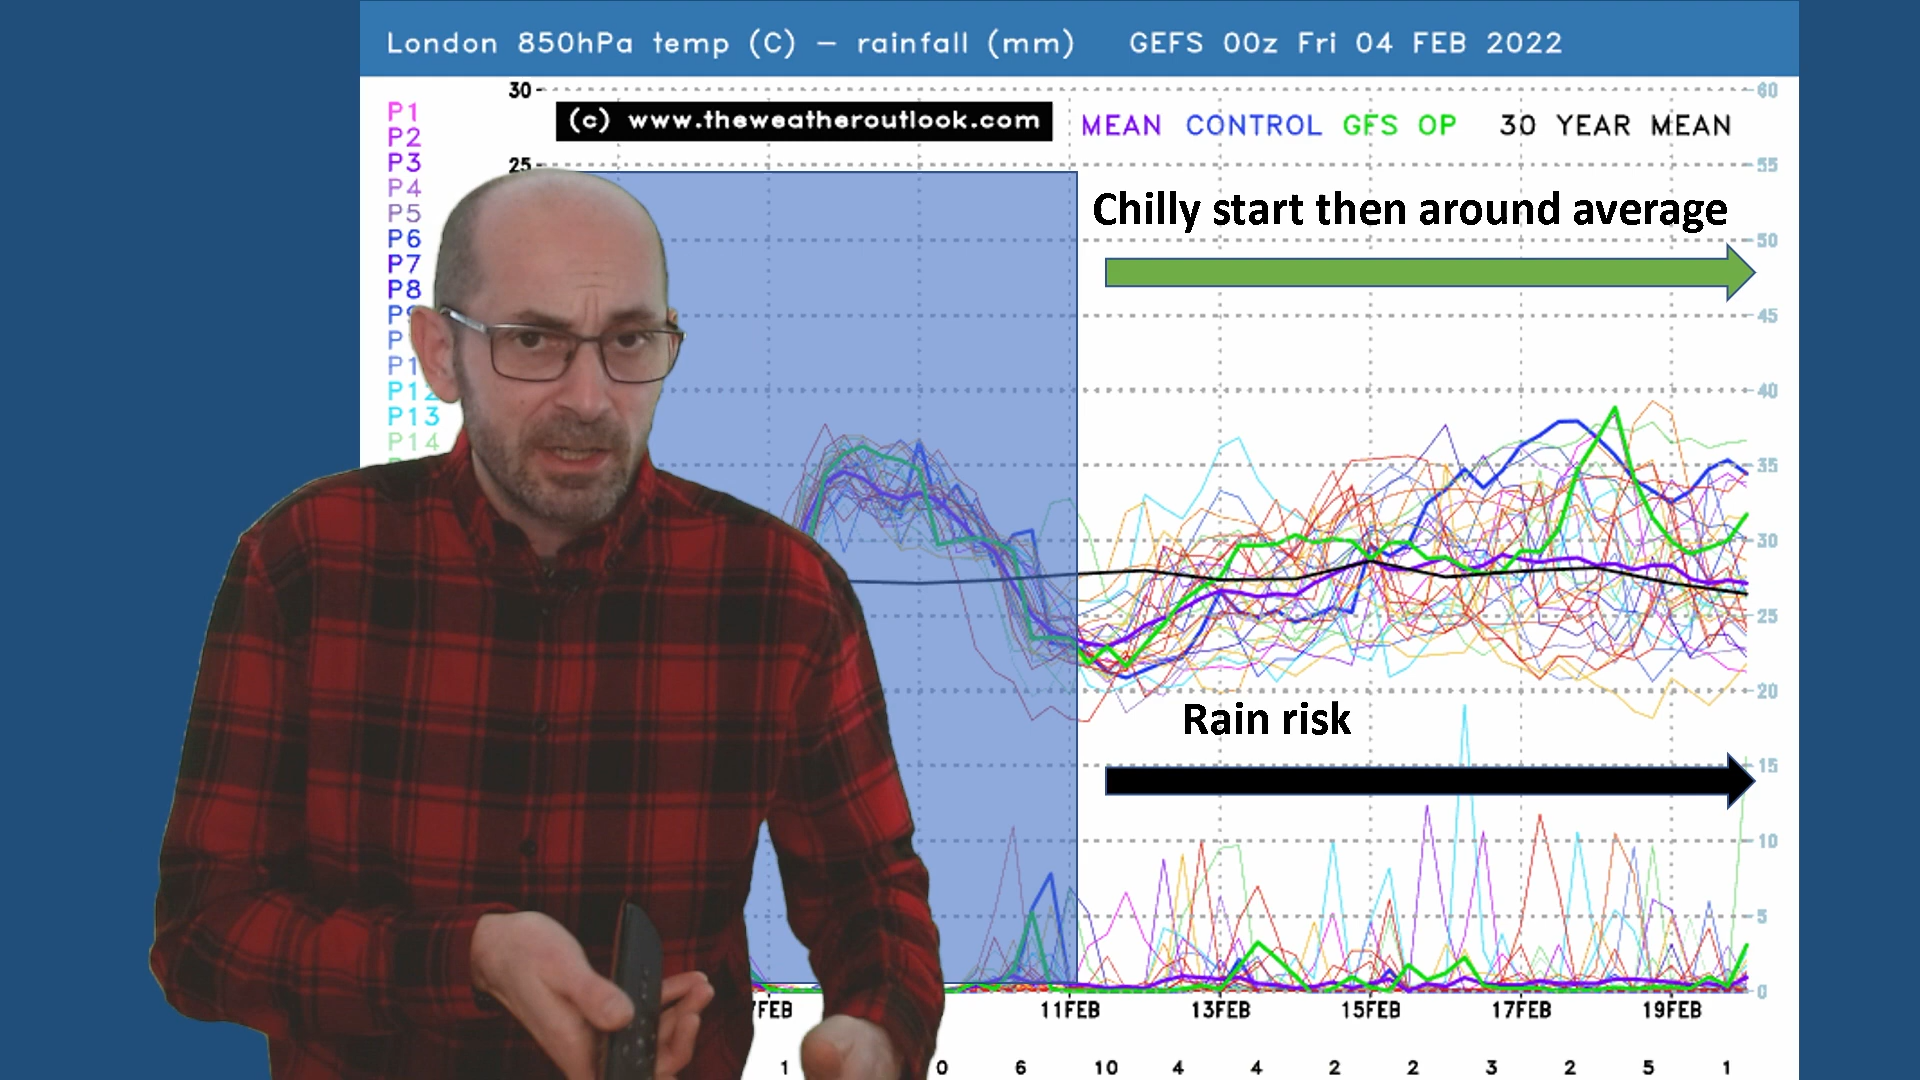 London 850hPa temp (C) – rainfall (mm) GEFS 00z Fri 04 FEB 2022
30 60
(c) www.theweatheroutlook.com MEAN CONTROL GFS OP 30 YEAR MEAN
25 55
P1
P2
P3
P4
P5
P6
P7
P8
P12
P13
P14
Chilly start then around average
50
45
40
35
30
25
20
Rain risk
15
10
5
0
11FEB 13FEB 15FEB 17FEB 19FEB
1 0 6 10 4 4 2 2 3 2 5 1